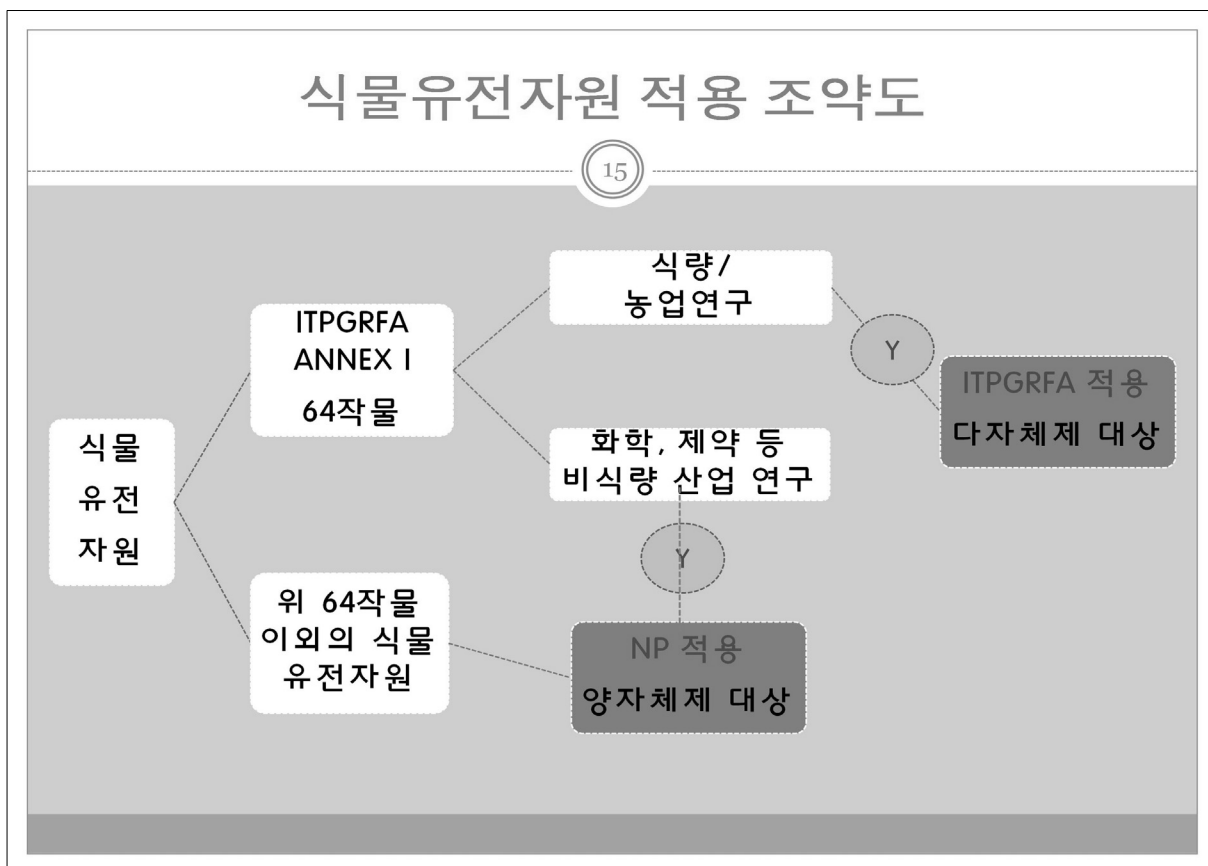 식물유전자원 적용 조약도
15
식물
유전
자원
ITPGRFA
ANNEX I
64작물
위 64작물
이외의 식물
유전자원
식량/
농업연구
화학, 제약 등
비식량 산업 연구
Y
Y
ITPGRFA 적용
다자체제 대상
NP 적용
양자체제 대상